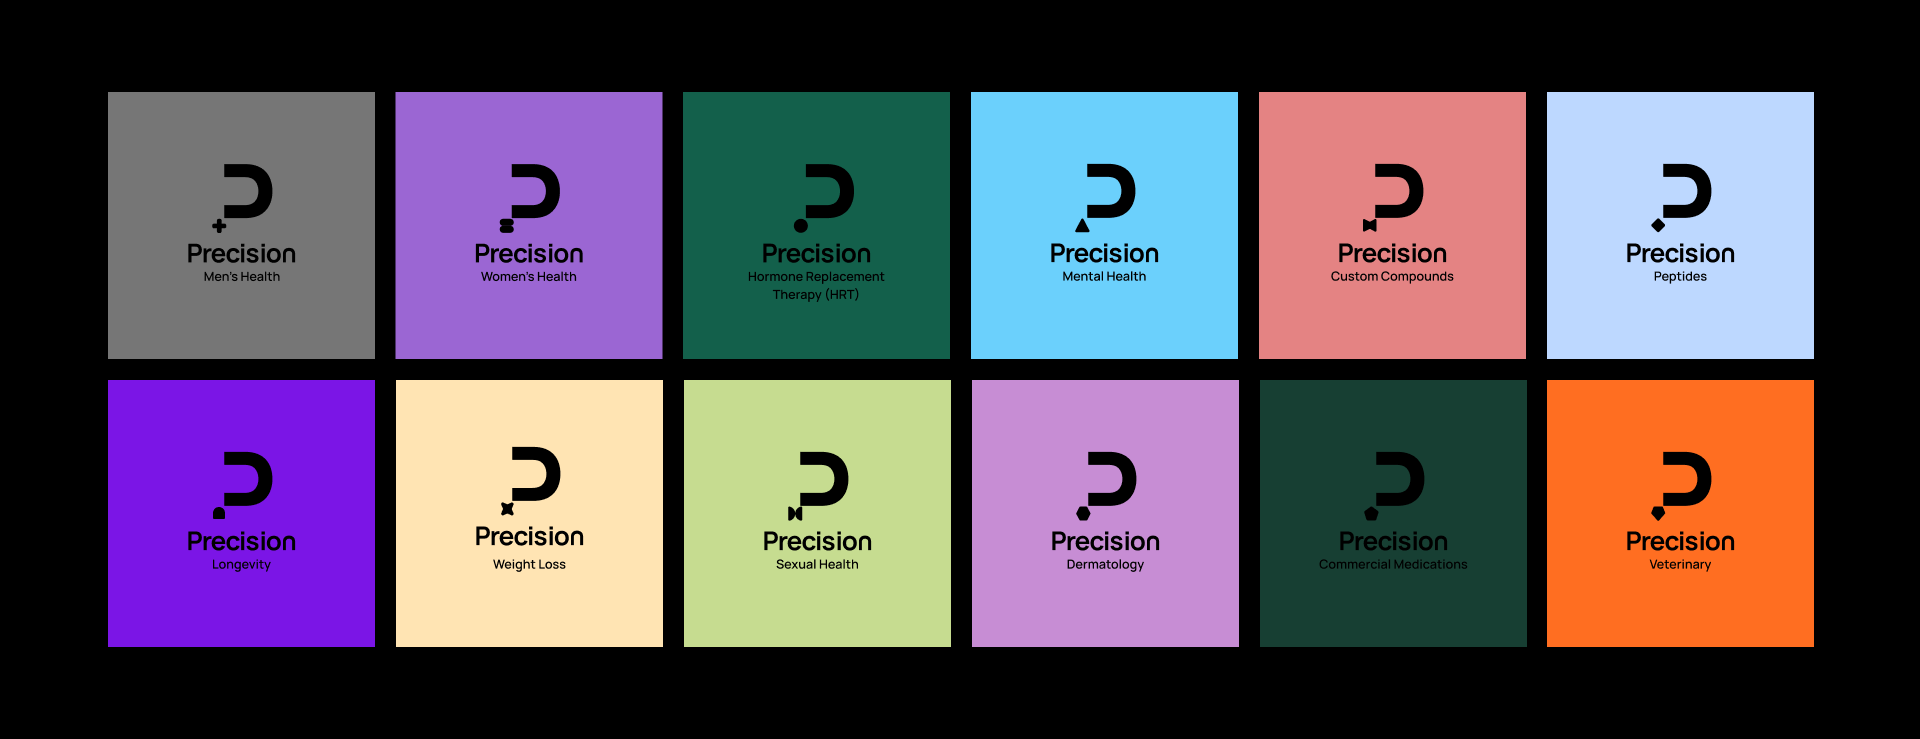 Precision
Men's Health
Precision
Women's Health
Precision
Hormone Replacement
Therapy (HRT)
Precision
Mental Health
Precision
Custom Compounds
Precision
Peptides
Precision
Longevity
Precision
Weight Loss
Precision
Sexual Health
Precision
Dermatology
Precision
Commercial Medications
Precision
Veterinary